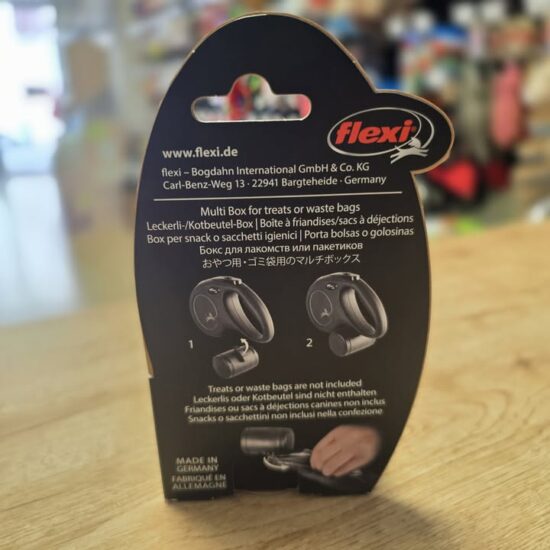 flexi
www.flexi.de
flexi – Bogdahn International GmbH & Co. KG
Carl-Benz-Weg 13 · 22941 Bargteheide · Germany
Multi Box for treats or waste bags
Leckerli-/Kotbeutel-Box | Boîte à friandises/sacs à déjections
Box per snack o sacchetti igienici | Porta bolsas o golosinas
Бокс для лакомств или пакетиков
おやつ用・ゴミ袋用のマルチボックス
1 2
Treats or waste bags are not included
Leckerlis oder Kotbeutel sind nicht enthalten
Friandises ou sacs à déjections canines non inclus
Snacks o sacchettini non inclusi nella confezione
MADE IN
GERMANY
FABRIQUÉ EN
ALLEMAGNE